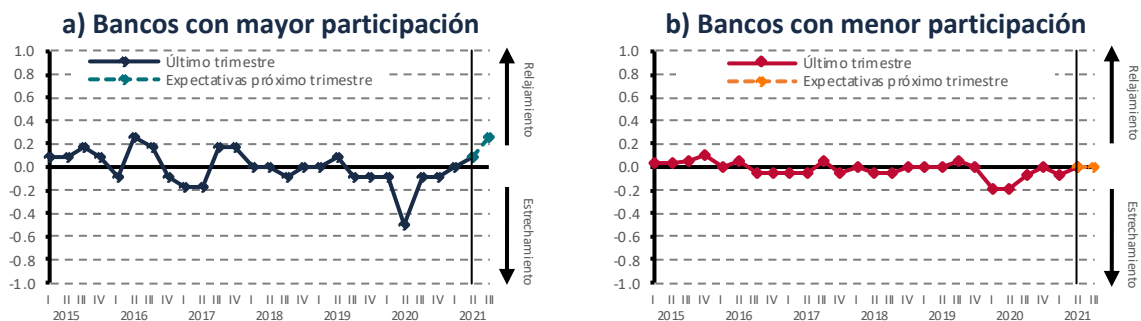 a) Bancos con mayor participación
1.0
0.8
0.6
0.4
0.2
0.0
-0.2
-0.4
-0.6
-0.8
-1.0
Último trimestre
Expectativas próximo trimestre
Relajamiento
Estrechamiento
I II III IV I II III IV I II III IV I II III IV I II III IV I II III IV I II III
2015 2016 2017 2018 2019 2020 2021
b) Bancos con menor participación
1.0
0.8
0.6
0.4
0.2
0.0
-0.2
-0.4
-0.6
-0.8
-1.0
Último trimestre
Expectativas próximo trimestre
Relajamiento
Estrechamiento
I II III IV I II III IV I II III IV I II III IV I II III IV I II III IV I II III
2015 2016 2017 2018 2019 2020 2021